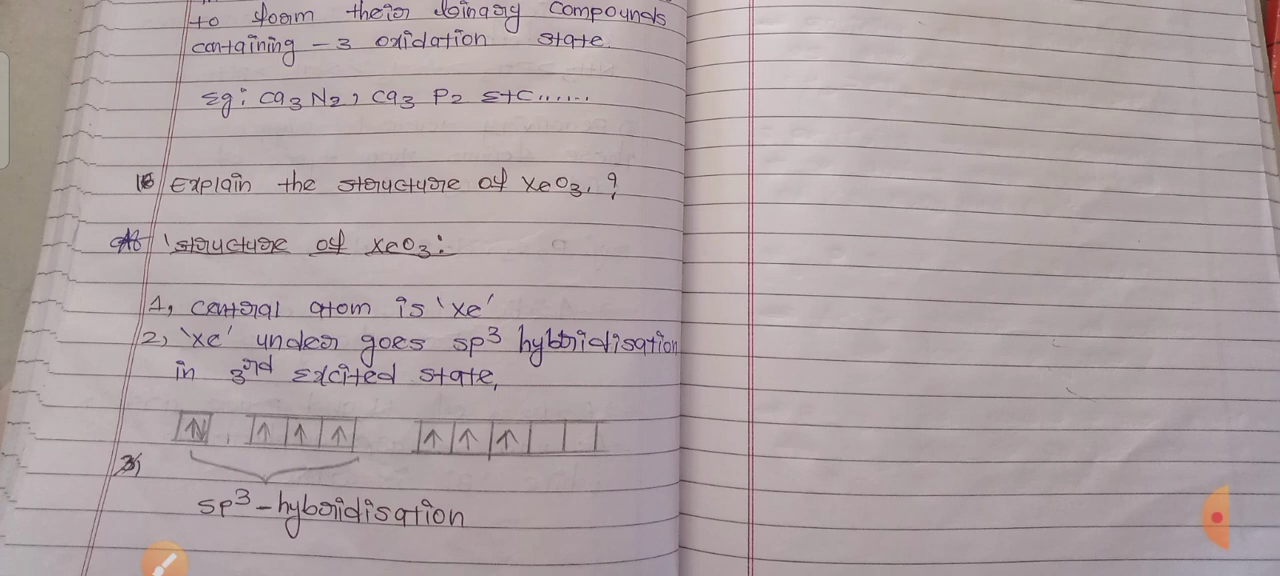 to form their binary compounds
containing -3 oxidation state
Eg: Ca3 N2, Ca3 P2 Etc......
16 Explain the structure of XeO3. ?
A) structure of XeO3:
1, central atom is 'Xe'
2, 'Xe' under goes sp³ hybridisation
in 3rd Excited state,
3,
sp³-hybridisation